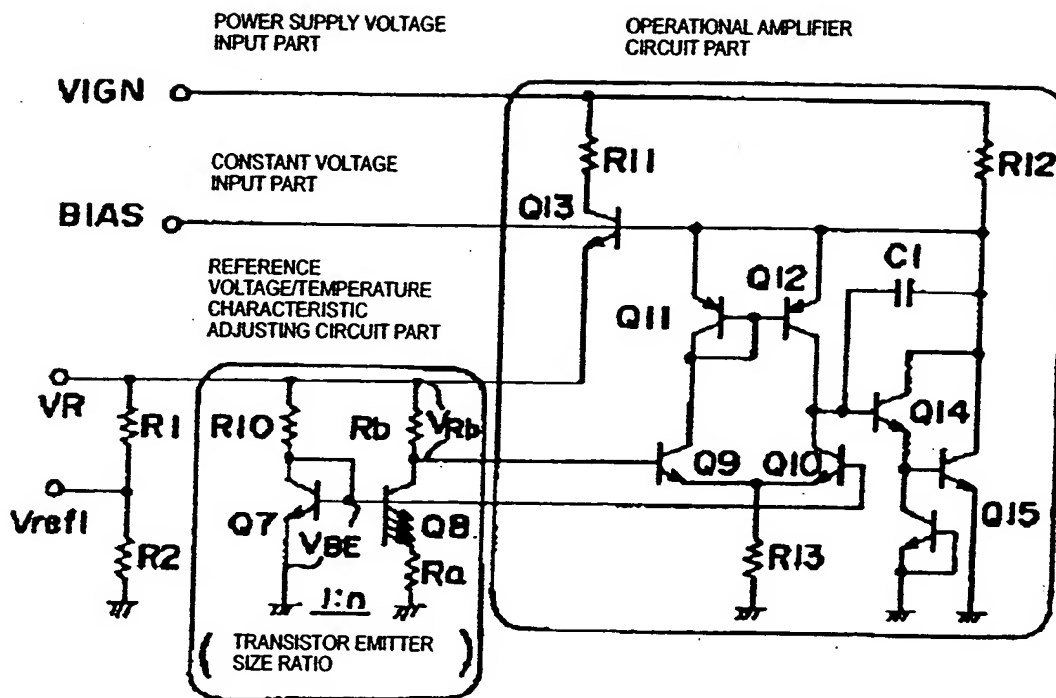 POWER SUPPLY VOLTAGE
INPUT PART
OPERATIONAL AMPLIFIER
CIRCUIT PART
VIGN
R11
R12
CONSTANT VOLTAGE
INPUT PART
BIAS
Q13
C1
Q12
Q11
REFERENCE
VOLTAGE/TEMPERATURE
CHARACTERISTIC
ADJUSTING CIRCUIT PART
VR
R1
R10
Rb
VRb
Q14
Q9
Q10
Vref1
Q7
Q8
Q15
VBE
R2
Ra
R13
1:n
( TRANSISTOR EMITTER
SIZE RATIO )